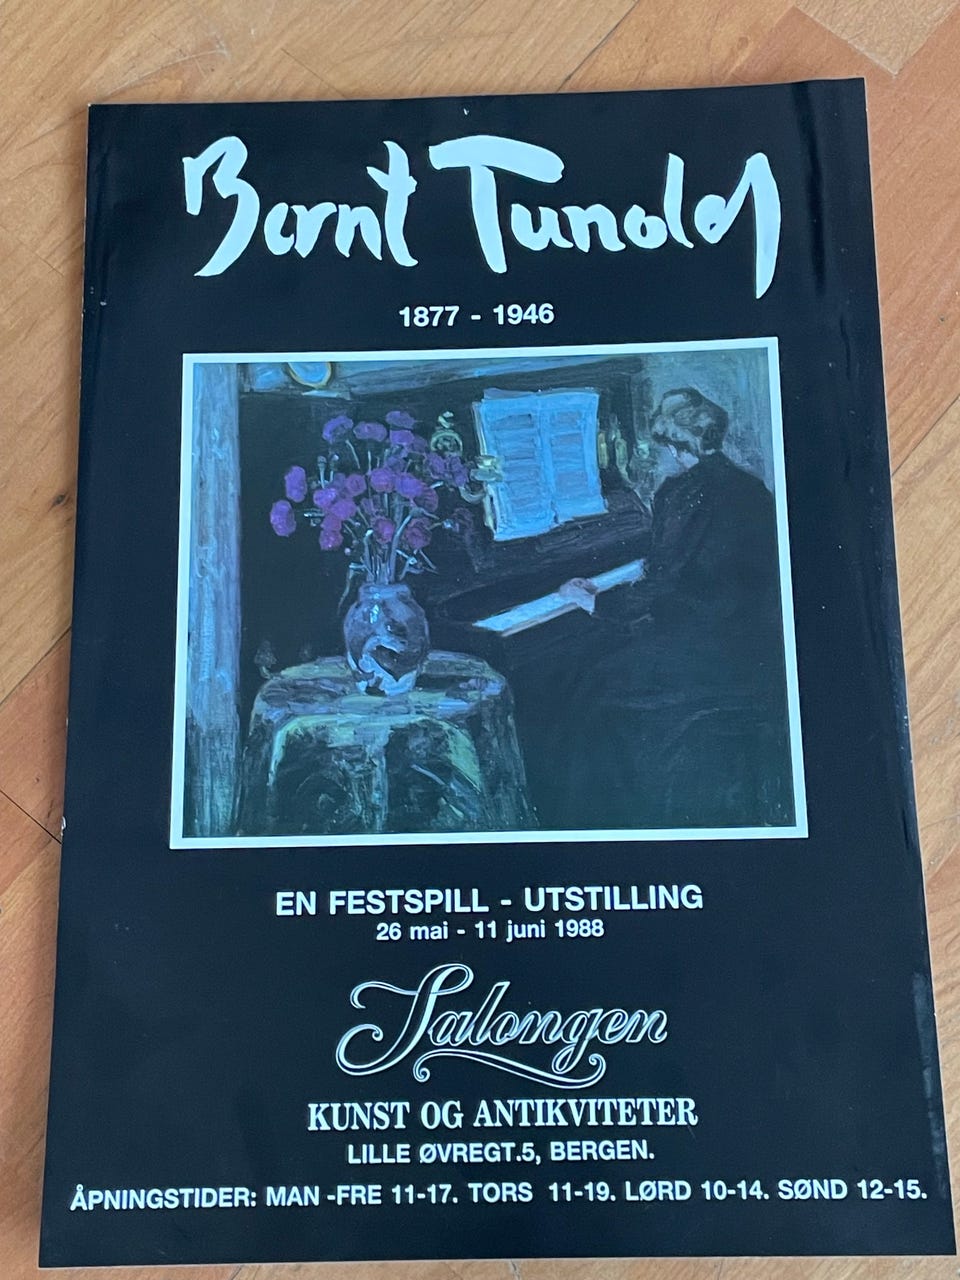 Bernt Tunold
1877 - 1946
EN FESTSPILL - UTSTILLING
26 mai - 11 juni 1988
Salongen
KUNST OG ANTIKVITETER
LILLE ØVREGT.5, BERGEN.
ÅPNINGSTIDER: MAN -FRE 11-17. TORS 11-19. LØRD 10-14. SØND 12-15.